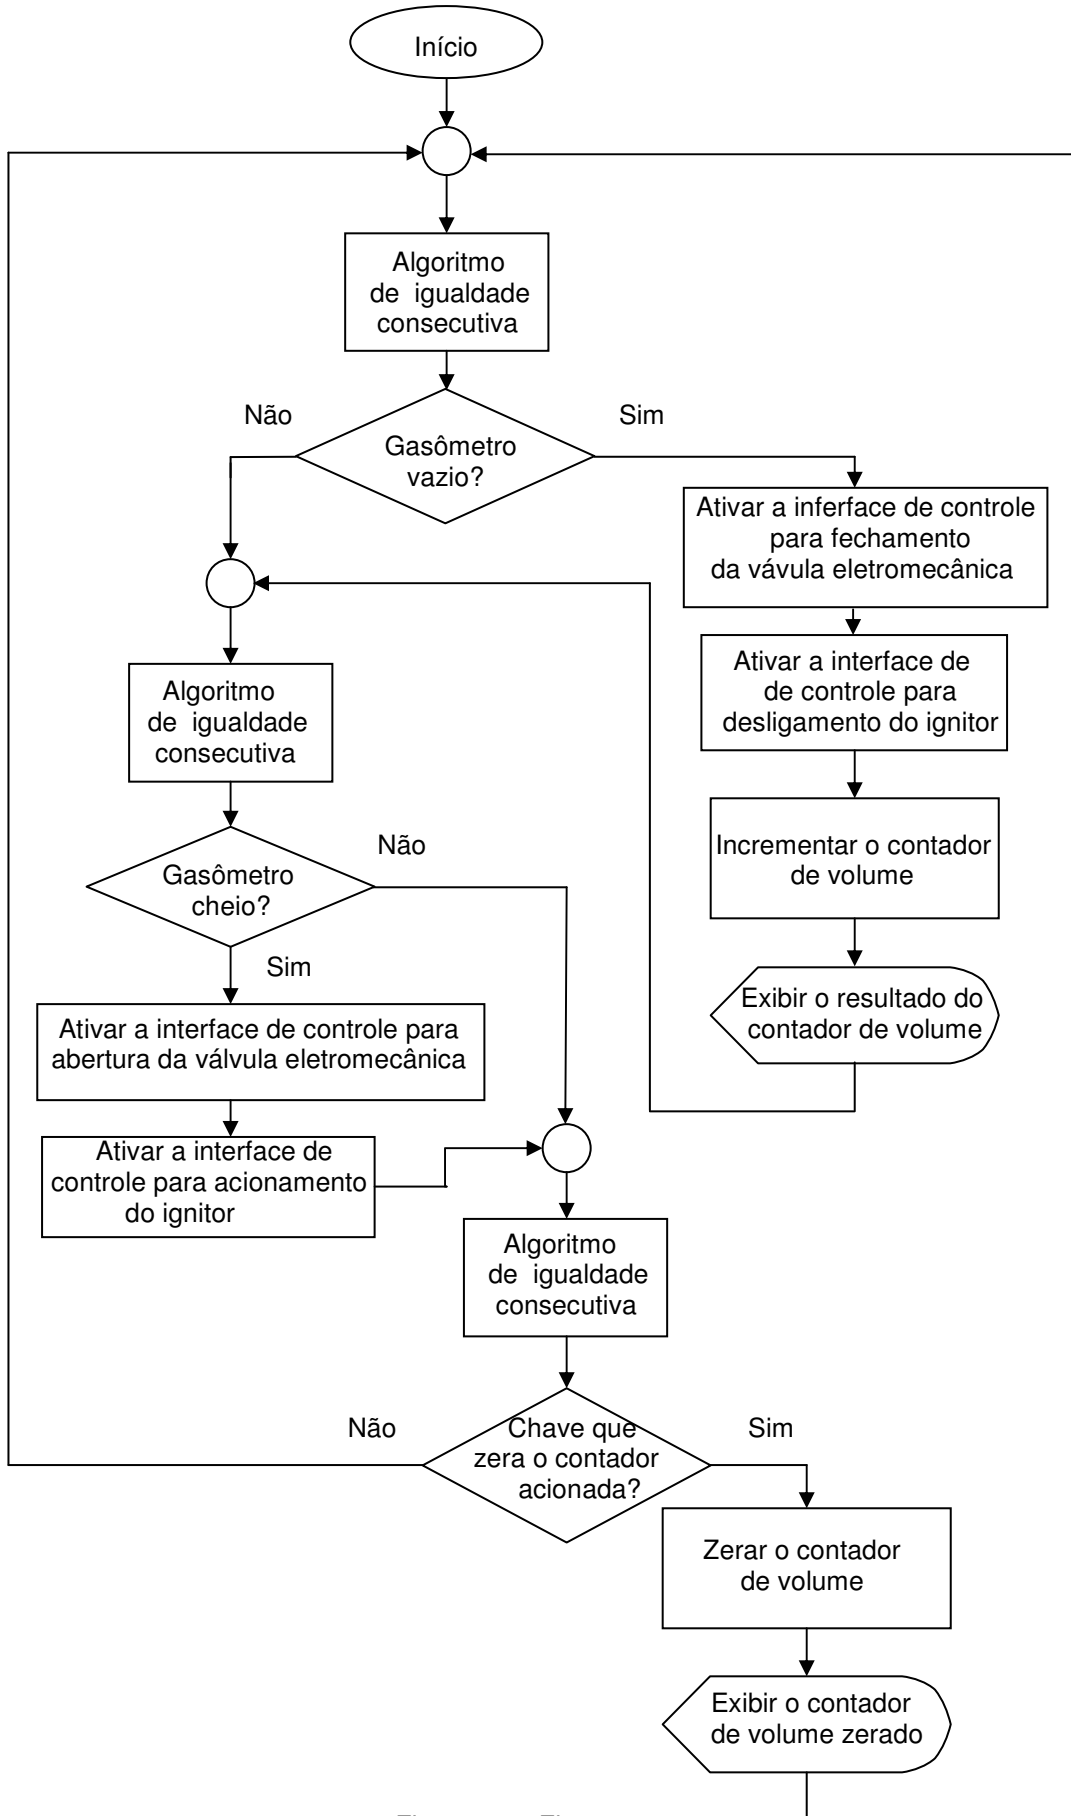 Início
Algoritmo
de igualdade
consecutiva
Não
Sim
Gasômetro
vazio?
Ativar a inferface de controle
para fechamento
da vávula eletromecânica
Ativar a interface de
de controle para
desligamento do ignitor
Incrementar o contador
de volume
Exibir o resultado do
contador de volume
Algoritmo
de igualdade
consecutiva
Gasômetro
cheio?
Não
Sim
Ativar a interface de controle para
abertura da válvula eletromecânica
Ativar a interface de
controle para acionamento
do ignitor
Algoritmo
de igualdade
consecutiva
Não
Sim
Chave que
zera o contador
acionada?
Zerar o contador
de volume
Exibir o contador
de volume zerado